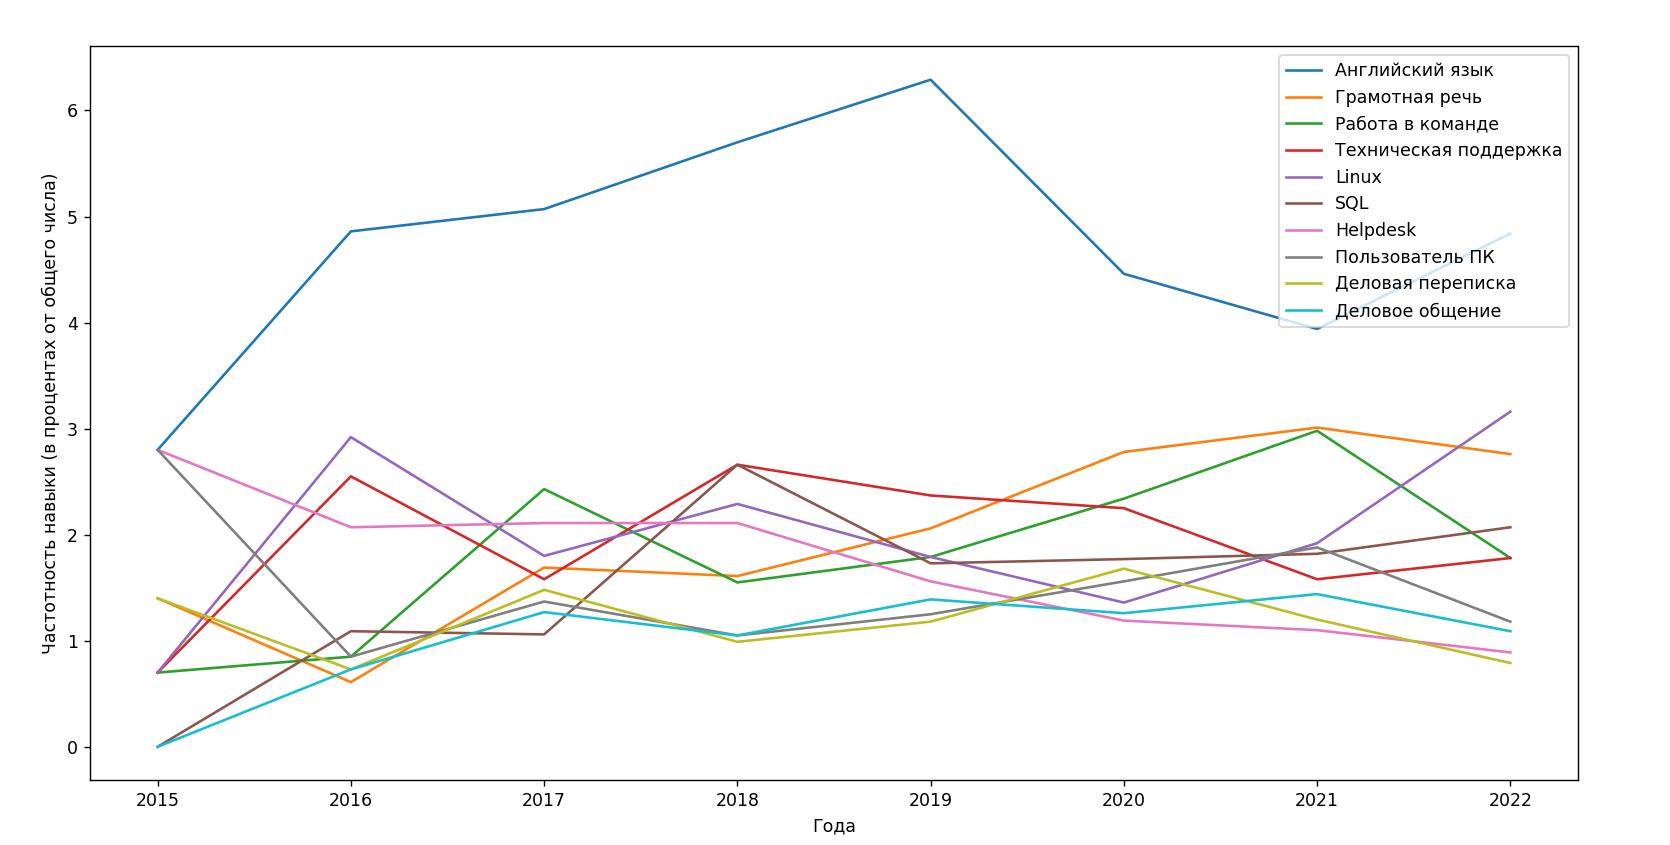 Частотность навыки (в процентах от общего числа)
6
5
4
3
2
1
0
Английский язык
Грамотная речь
Работа в команде
Техническая поддержка
Linux
SQL
Helpdesk
Пользователь ПК
Деловая переписка
Деловое общение
2015 2016 2017 2018 2019 2020 2021 2022
Года